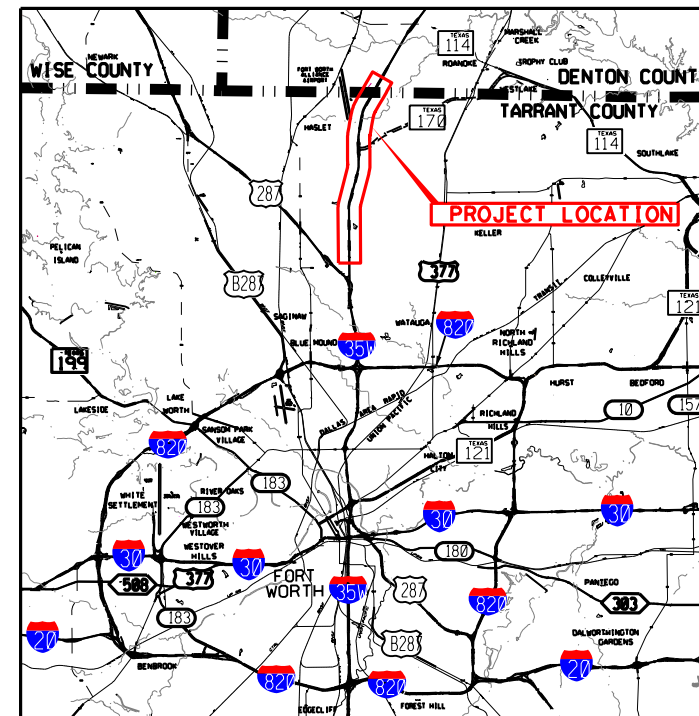 TEXAS
114
MARSHALL
CREEK
NEWARK
ROANOKE
TROPHY CLUB
WISE COUNTY
FORT WORTH
ALLIANCE
AIRPORT
DENTON COUNT
WESTLAKE
TARRANT COUNTY
TEXAS
170
HASLET
TEXAS
114
SOUTHLAKE
287
PROJECT LOCATION
KELLER
PELICAN
ISLAND
B287
377
COLLEYVILLE
TRANSIT
TEXAS
121
SAGINAW
WATAUGA
820
BLUE MOUND
35W
NORTH
RICHLAND
HILLS
199
HURST
BEDFORD
LAKE
WORTH
LAKESIDE
10
157
DALLAS AREA RAPID
UNION PACIFIC
RICHLAND
HILLS
SANSOM PARK
VILLAGE
820
TEXAS
121
HALTOM
CITY
183
WHITE
SETTLEMENT
RIVER OAKS
183
30
30
WESTWORTH
VILLAGE
WESTOVER
HILLS
30
30
180
FORT
WORTH
377
508
35W
287
820
PANTEGO
303
183
20
B287
DALWORTHINGTON
GARDENS
BENBROOK
20
820
820
EDGECLIFF
FOREST HILL